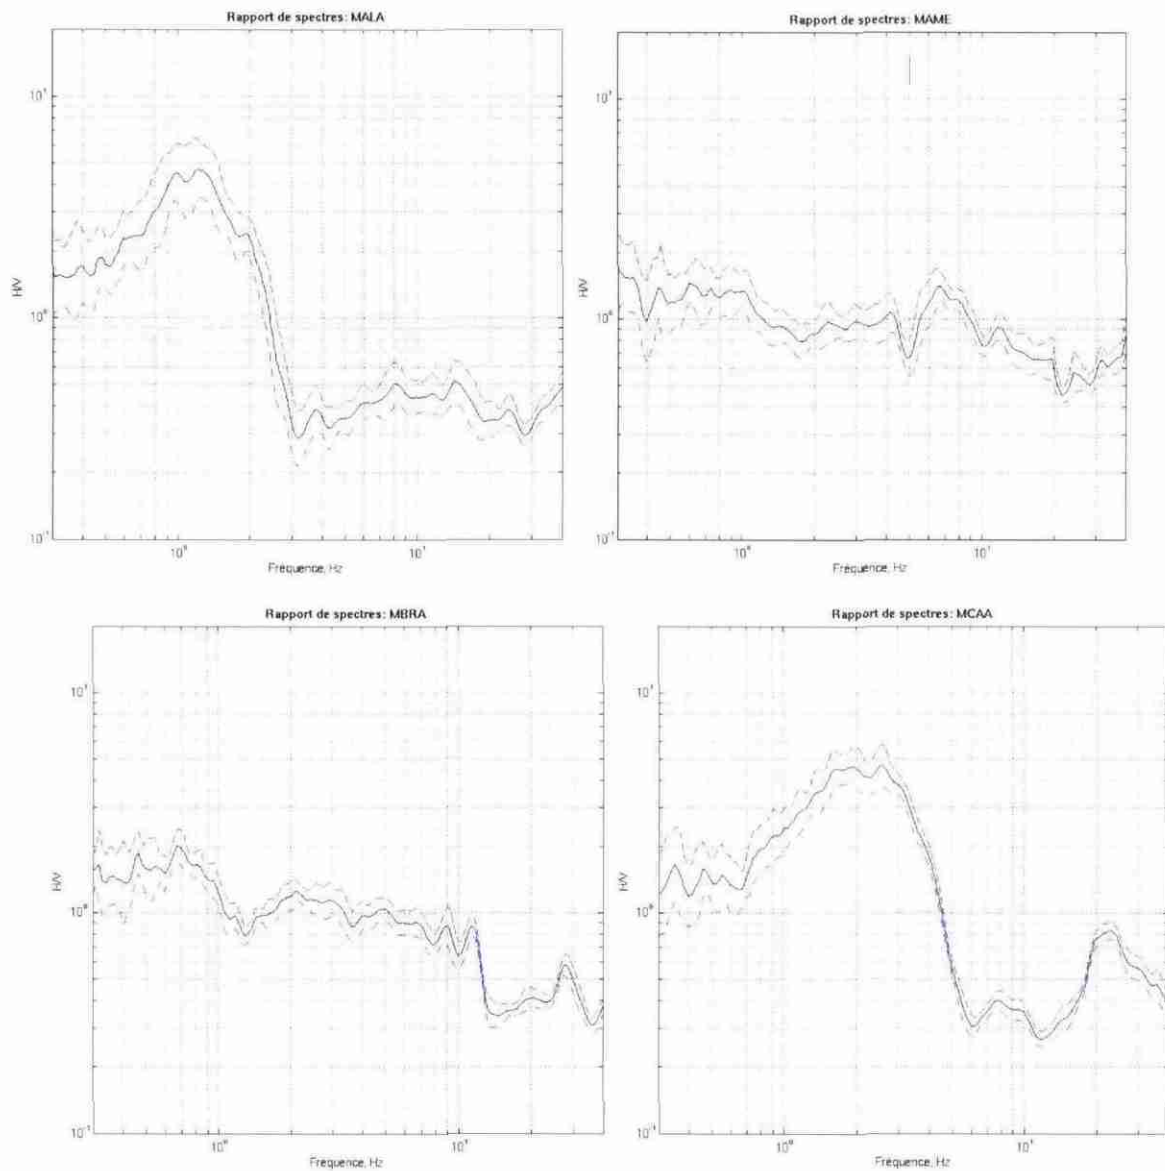 Rapport de spectres: MALA
10¹
10⁰
10⁻¹
H/V
10⁰
10¹
Fréquence, Hz
Rapport de spectres: MAME
10¹
10⁰
10⁻¹
H/V
10⁰
10¹
Fréquence, Hz
Rapport de spectres: MBRA
10¹
10⁰
10⁻¹
H/V
10⁰
10¹
Fréquence, Hz
Rapport de spectres: MCAA
10¹
10⁰
10⁻¹
H/V
10⁰
10¹
Fréquence, Hz